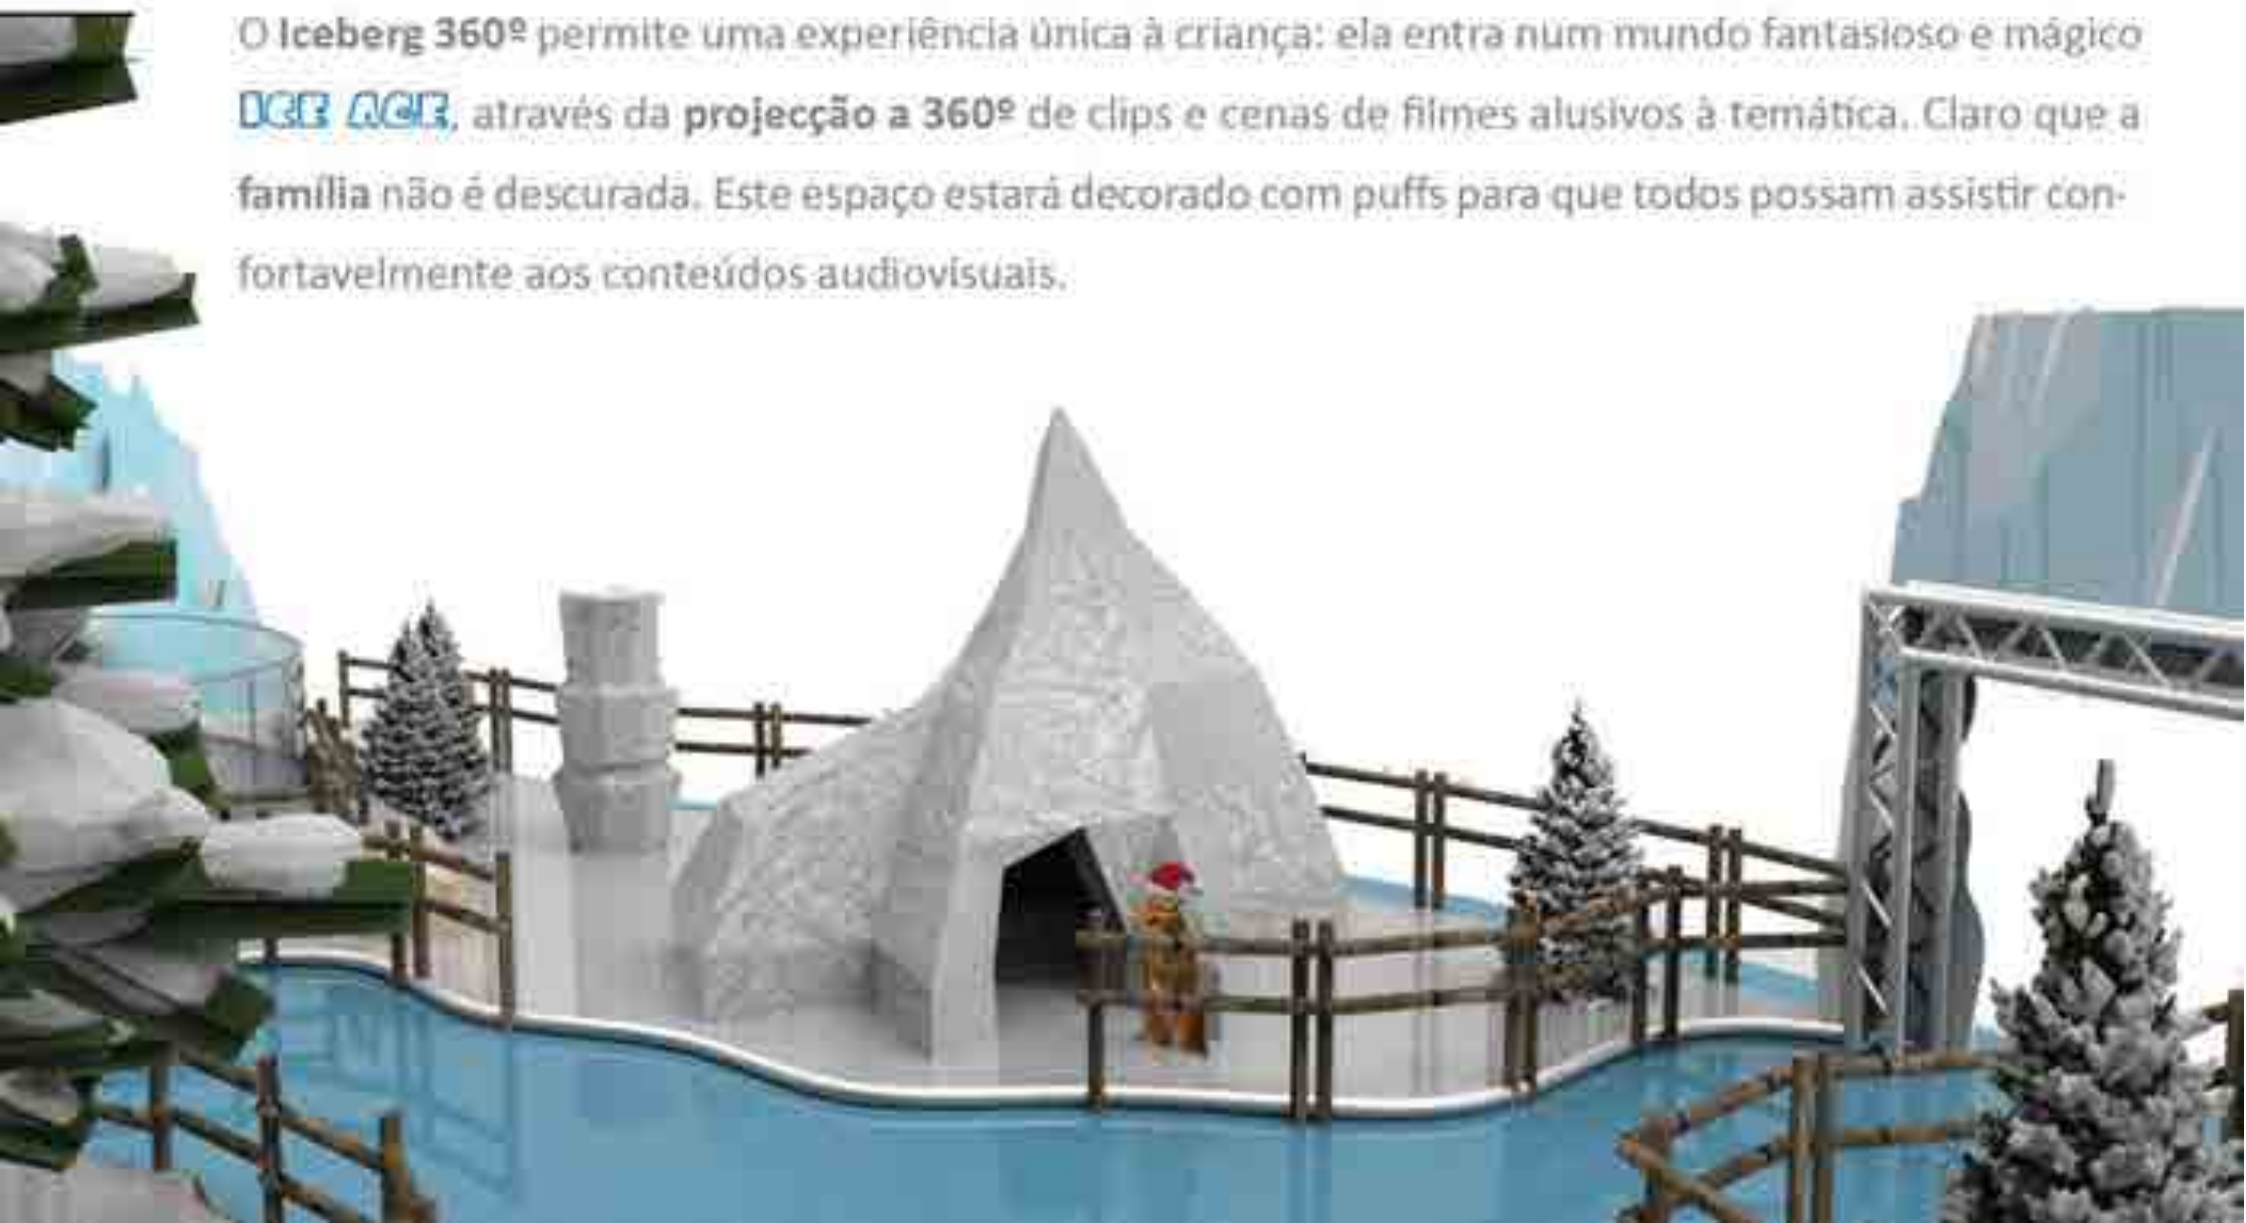 O Iceberg 360º permite uma experiência única à criança: ela entra num mundo fantasioso e mágico
ICE AGE, através da projecção a 360º de clips e cenas de filmes alusivos à temática. Claro que a
família não é descurada. Este espaço estará decorado com puffs para que todos possam assistir con-
fortavelmente aos conteúdos audiovisuais.